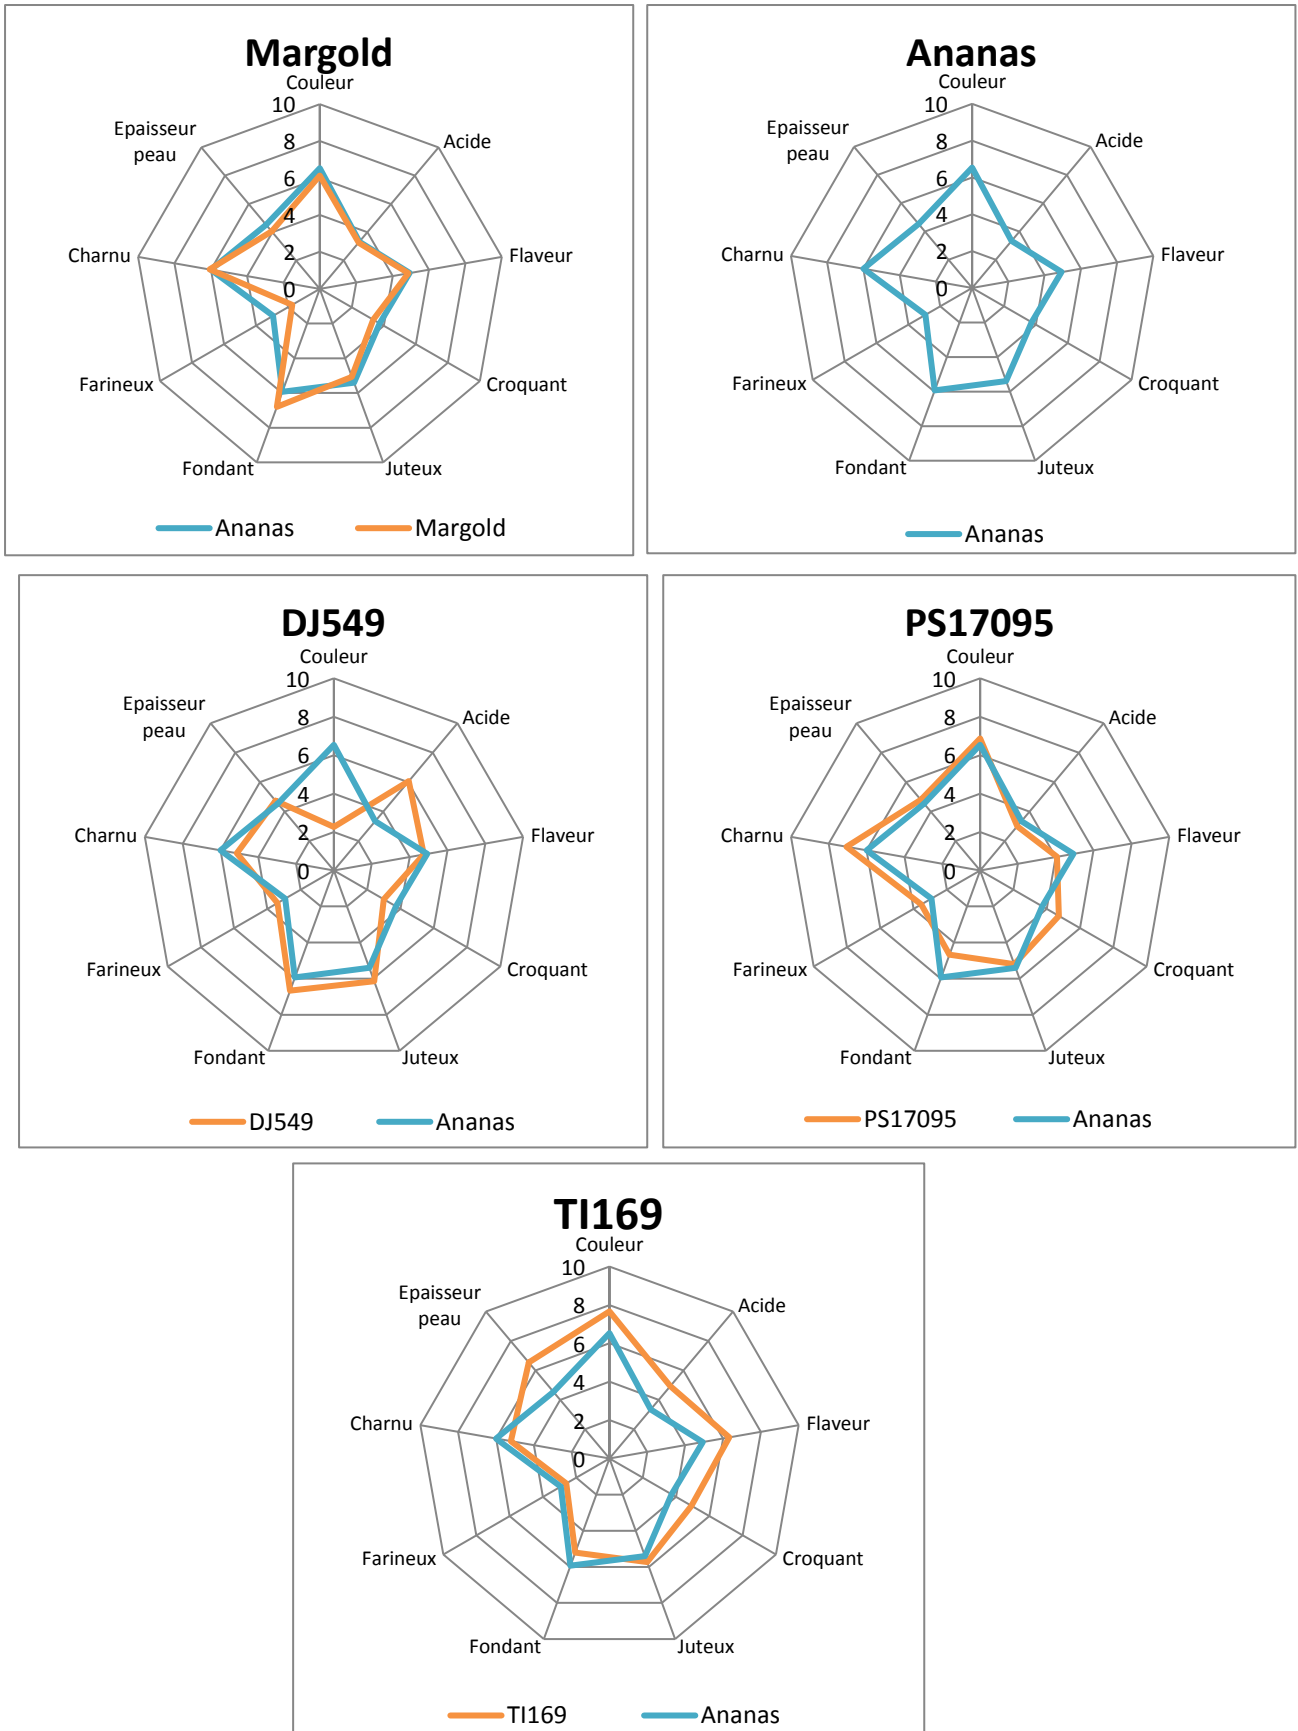 Margold
Couleur
10
8
6
4
2
0
Acide
Flaveur
Croquant
Juteux
Fondant
Farineux
Charnu
Epaisseur
peau
Ananas
Margold
Ananas
Couleur
10
8
6
4
2
0
Acide
Flaveur
Croquant
Juteux
Fondant
Farineux
Charnu
Epaisseur
peau
Ananas
DJ549
Couleur
10
8
6
4
2
0
Acide
Flaveur
Croquant
Juteux
Fondant
Farineux
Charnu
Epaisseur
peau
DJ549
Ananas
PS17095
Couleur
10
8
6
4
2
0
Acide
Flaveur
Croquant
Juteux
Fondant
Farineux
Charnu
Epaisseur
peau
PS17095
Ananas
TI169
Couleur
10
8
6
4
2
0
Acide
Flaveur
Croquant
Juteux
Fondant
Farineux
Charnu
Epaisseur
peau
TI169
Ananas